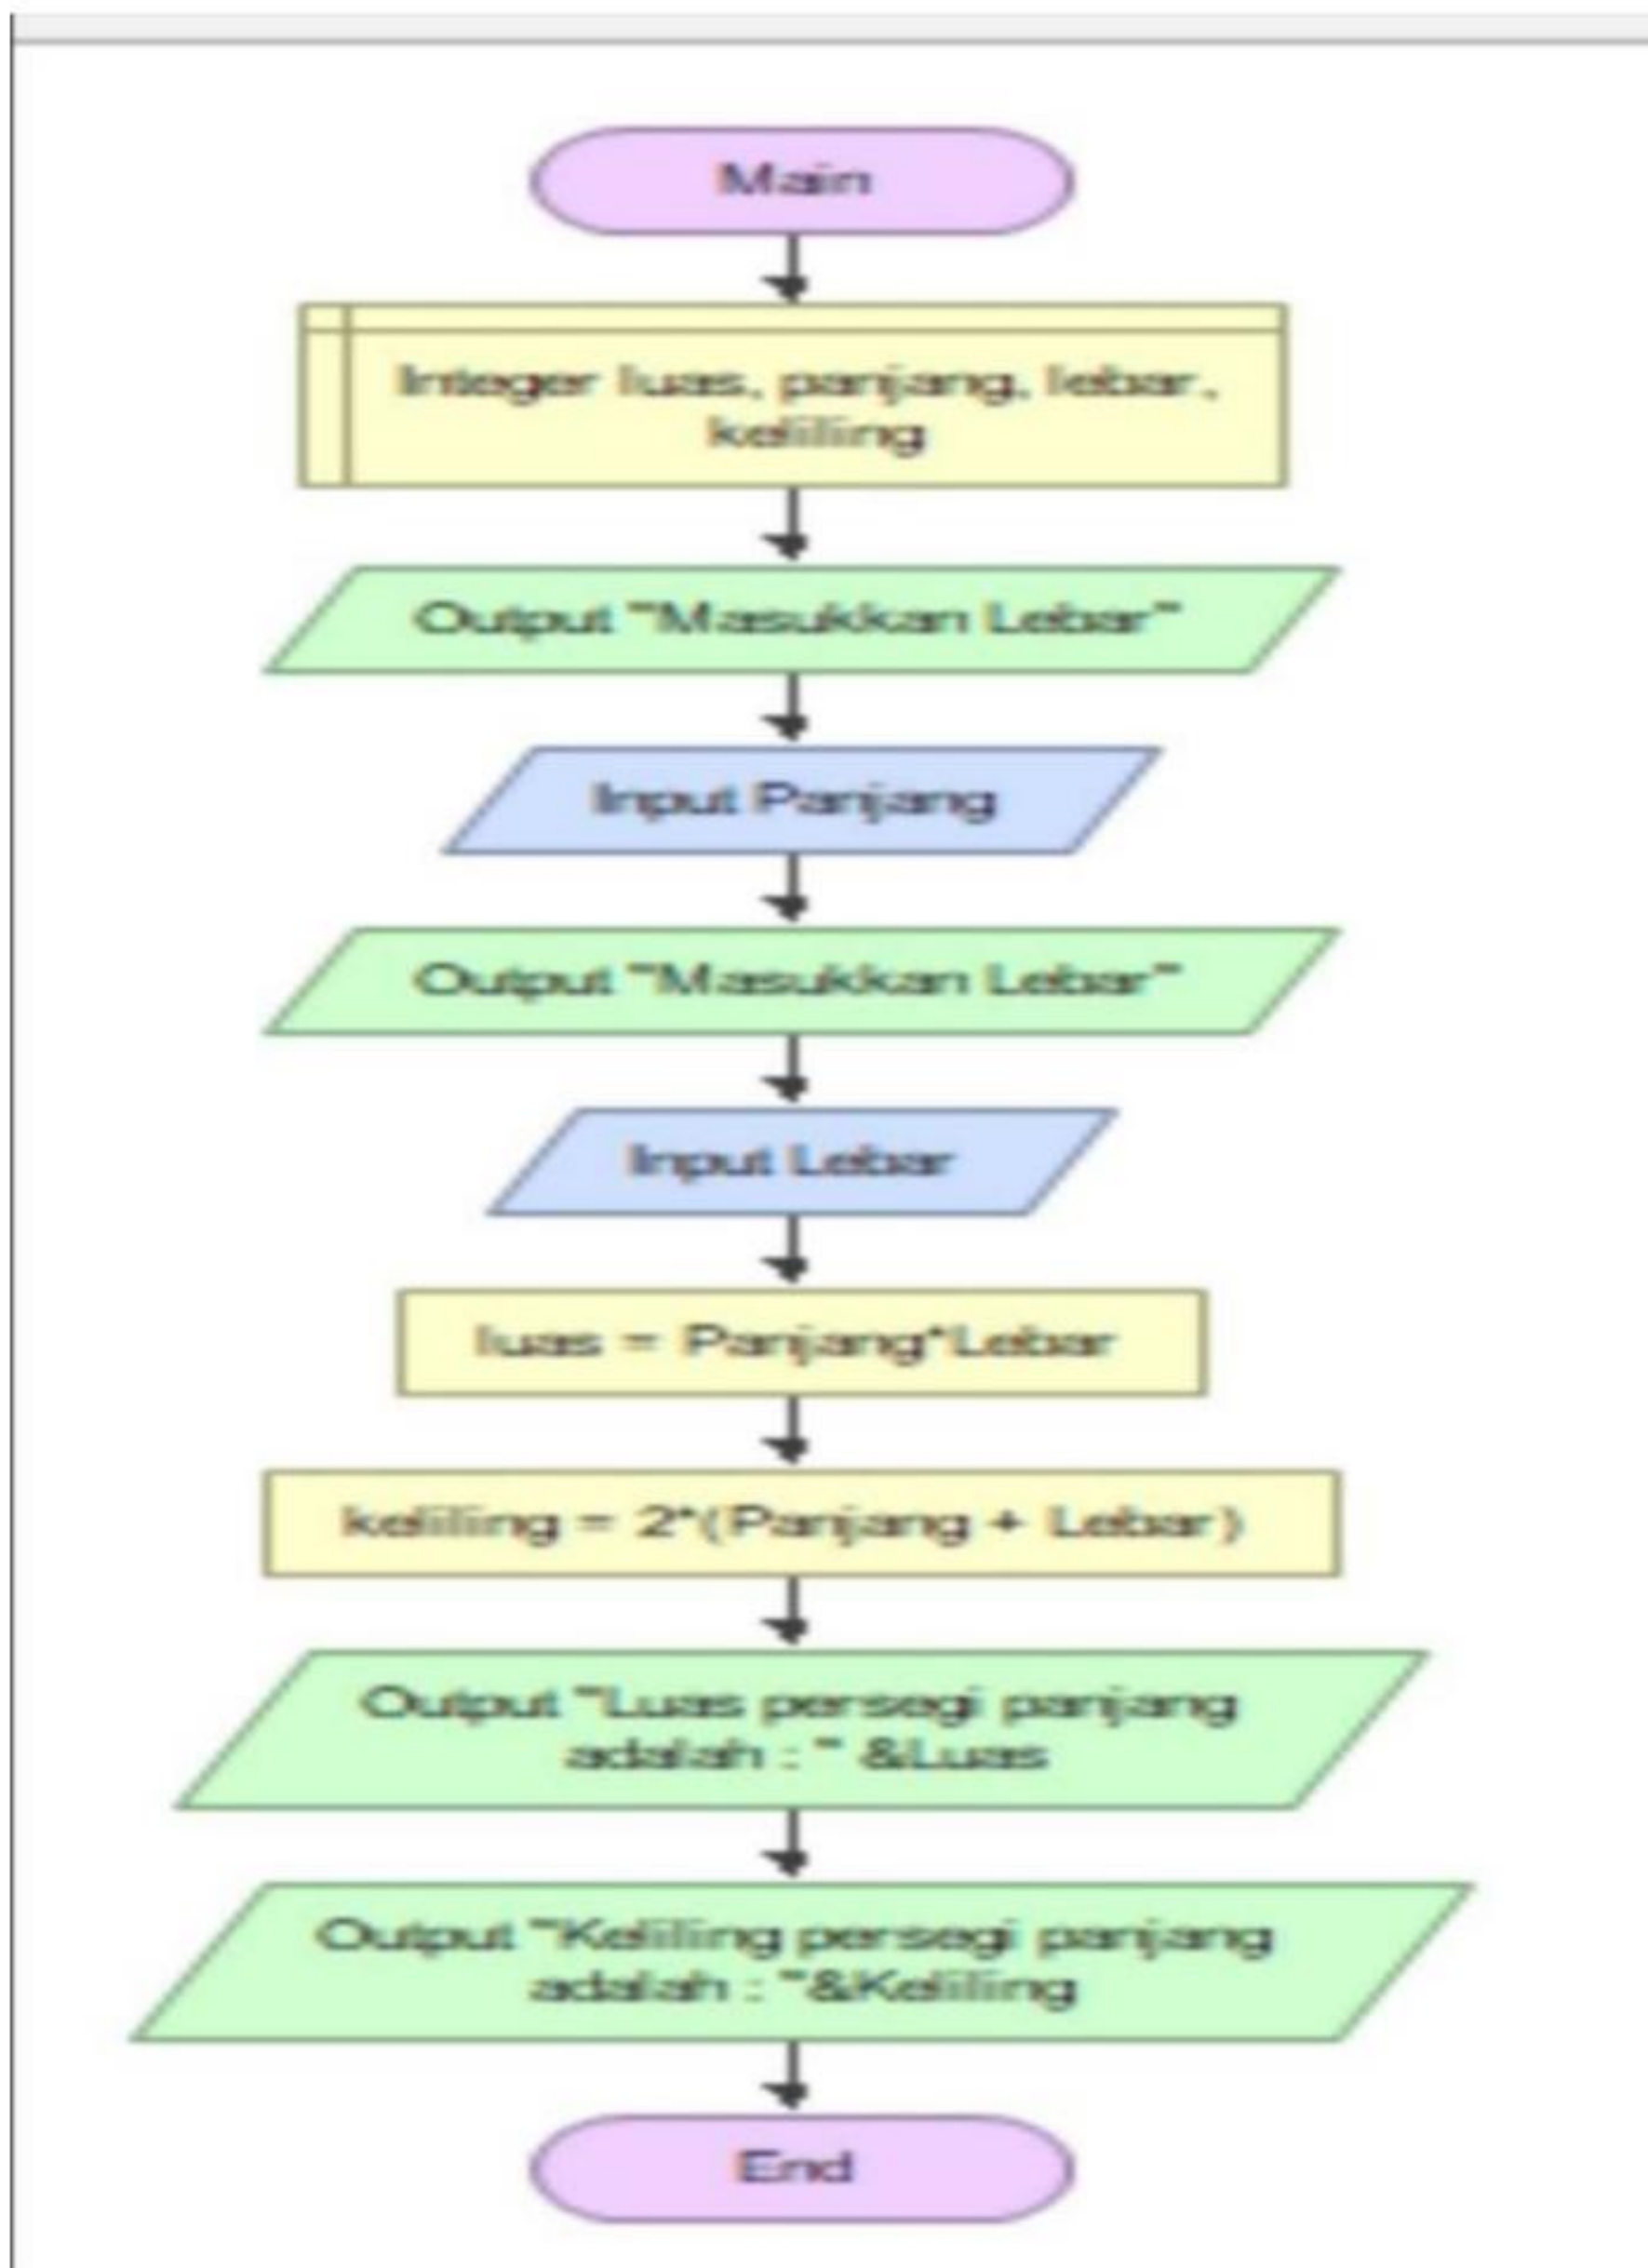 Main
Integer luas, panjang, lebar,
keliling
Output "Masukkan Lebar"
Input Panjang
Output "Masukkan Lebar"
Input Lebar
luas = Panjang*Lebar
keliling = 2*(Panjang + Lebar)
Output "Luas persegi panjang
adalah : " &Luas
Output "Keliling persegi panjang
adalah : "&Keliling
End